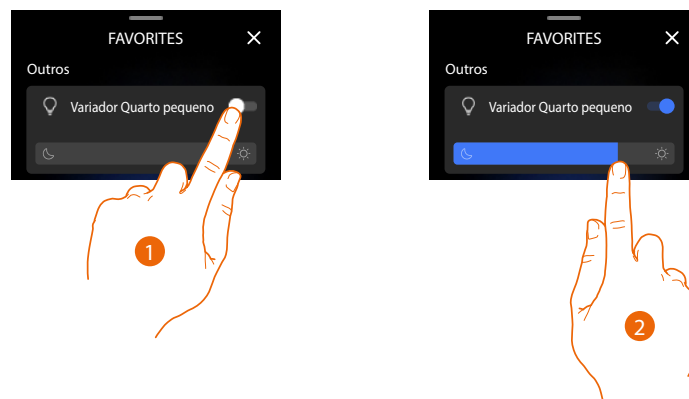 FAVORITES
Outros
Variador Quarto pequeno
1
FAVORITES
Outros
Variador Quarto pequeno
2